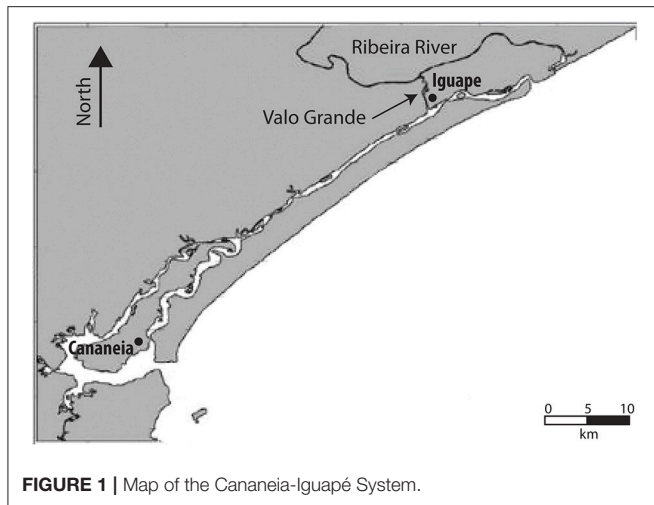 Ribeira River
North
Iguape
Valo Grande
Cananeia
0 5 10
km
FIGURE 1 | Map of the Cananeia-Iguapé System.